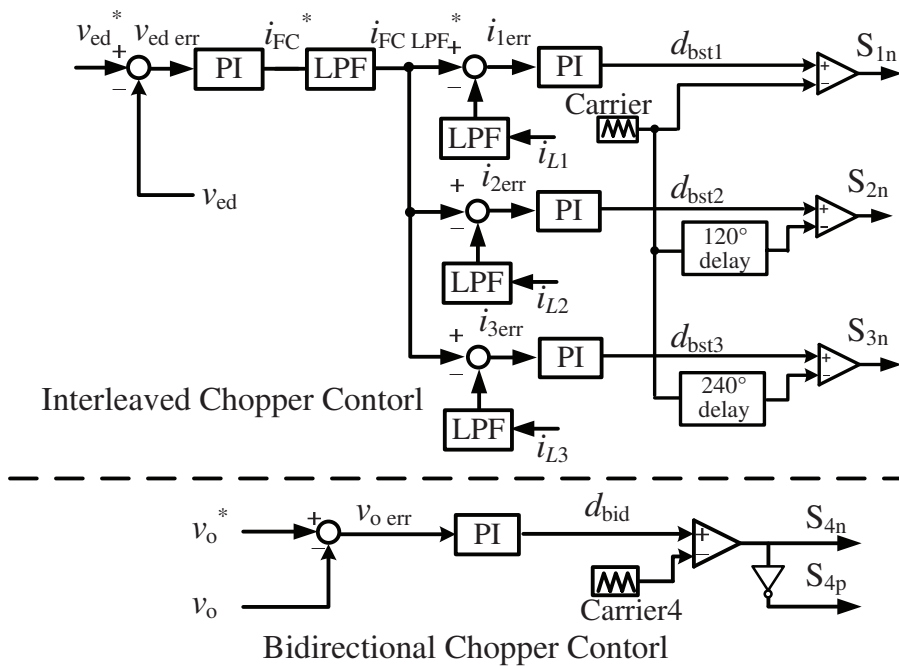 v_ed* v_ed err i_FC* i_FC LPF* i_1err d_bst1 S_1n
+ − PI LPF + − PI + −
Carrier
LPF i_L1
v_ed
+ − i_2err PI d_bst2 + − S_2n
120° delay
LPF i_L2
+ − i_3err PI d_bst3 + − S_3n
240° delay
LPF i_L3
Interleaved Chopper Contorl
v_o* + − v_o err PI d_bid + − S_4n
v_o Carrier4 S_4p
Bidirectional Chopper Contorl